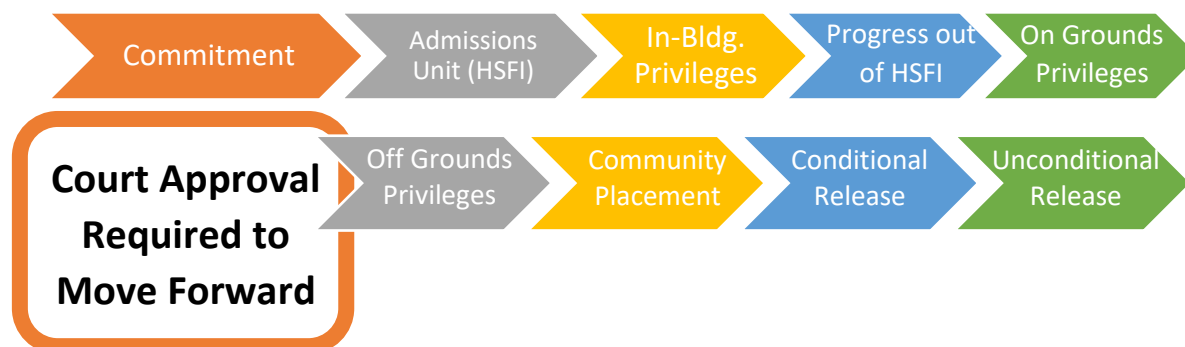 Commitment
Admissions
Unit (HSFI)
In-Bldg.
Privileges
Progress out
of HSFI
On Grounds
Privileges
Court Approval
Required to
Move Forward
Off Grounds
Privileges
Community
Placement
Conditional
Release
Unconditional
Release